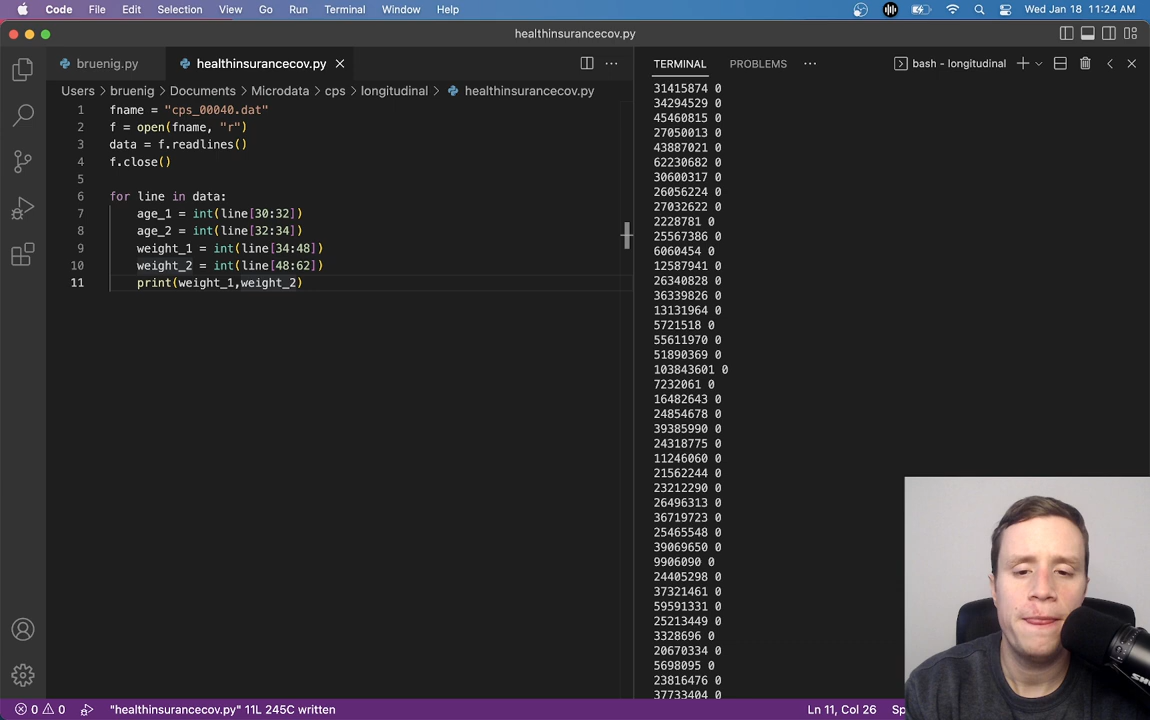 Code File Edit Selection View Go Run Terminal Window Help Wed Jan 18 11:24 AM
healthinsurancecov.py
bruenig.py healthinsurancecov.py
Users > bruenig > Documents > Microdata > cps > longitudinal > healthinsurancecov.py
1 fname = "cps_00040.dat"
2 f = open(fname, "r")
3 data = f.readlines()
4 f.close()
5
6 for line in data:
7 age_1 = int(line[30:32])
8 age_2 = int(line[32:34])
9 weight_1 = int(line[34:48])
10 weight_2 = int(line[48:62])
11 print(weight_1,weight_2)
TERMINAL PROBLEMS bash - longitudinal
31415874 0
34294529 0
45460815 0
27050013 0
43887021 0
62230682 0
30600317 0
26056224 0
27032622 0
2228781 0
25567386 0
6060454 0
12587941 0
26340828 0
36339826 0
13131964 0
5721518 0
55611970 0
51890369 0
103843601 0
7232061 0
16482643 0
24854678 0
39385990 0
24318775 0
11246060 0
21562244 0
23212290 0
26496313 0
36719723 0
25465548 0
39069650 0
9906090 0
24405298 0
37321461 0
59591331 0
25213449 0
3328696 0
20670334 0
5698095 0
23816476 0
37733404 0
0 0 "healthinsurancecov.py" 11L 245C written Ln 11, Col 26